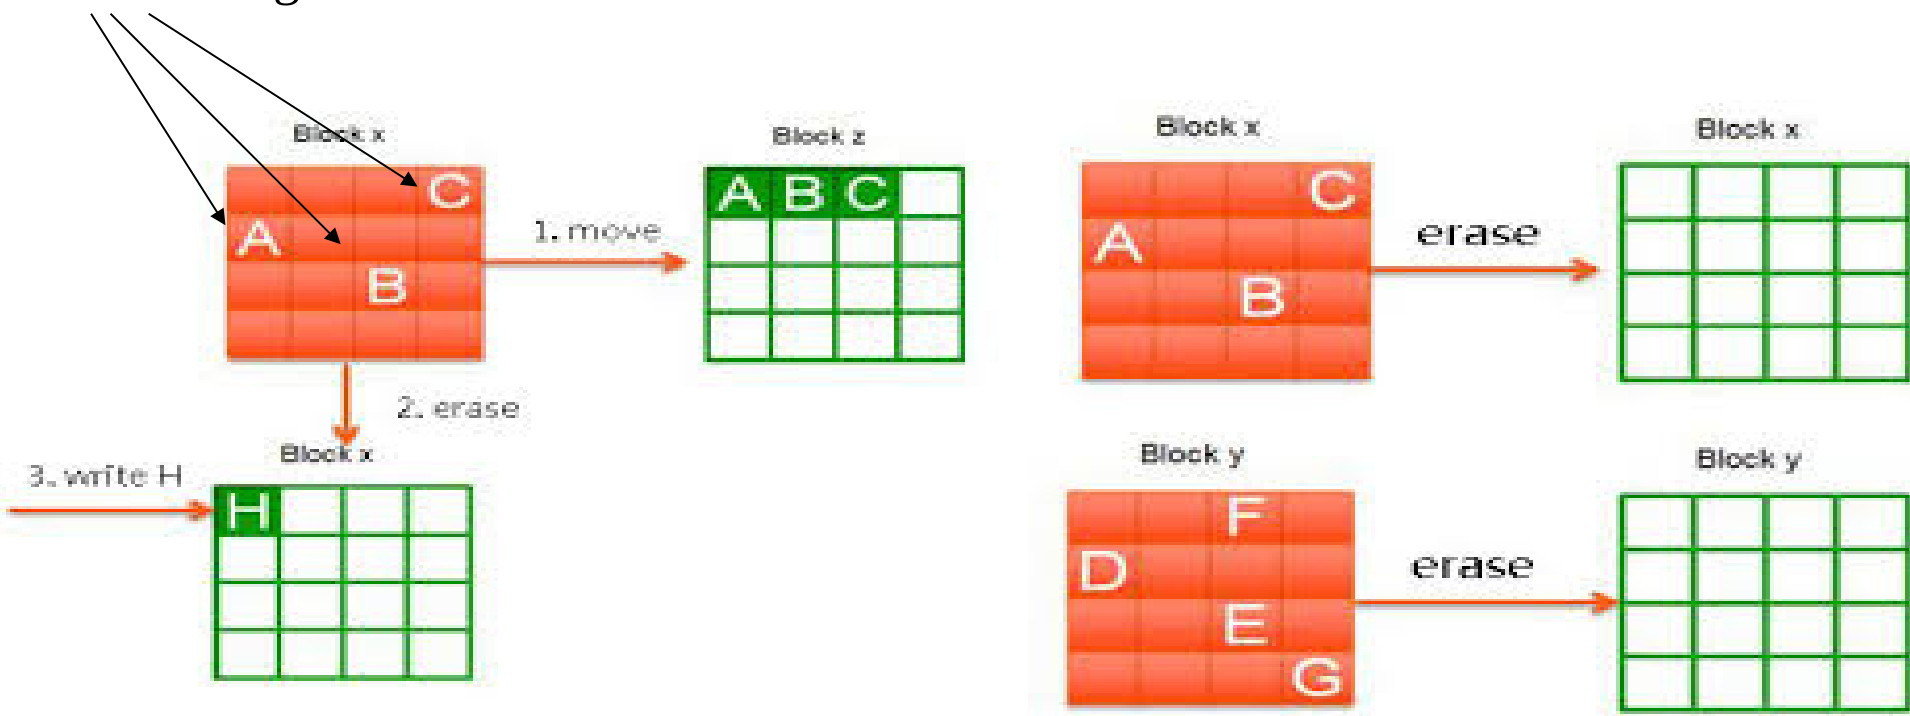 Block x
C
A
B
1. move
Block z
A B C
2. erase
Block x
3. write H
H
Block x
C
A
B
erase
Block x
Block y
F
D
E
G
erase
Block y